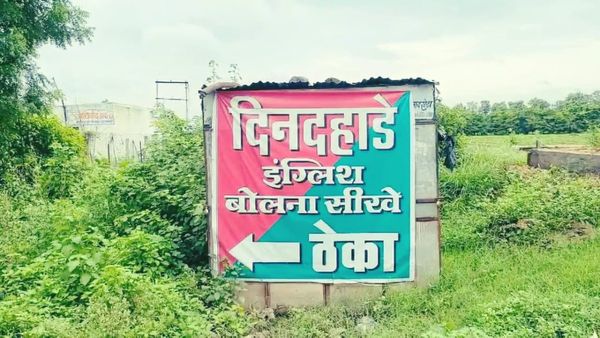 दिनदहाडे
इंग्लिश
बोलना सीखे
ठेका